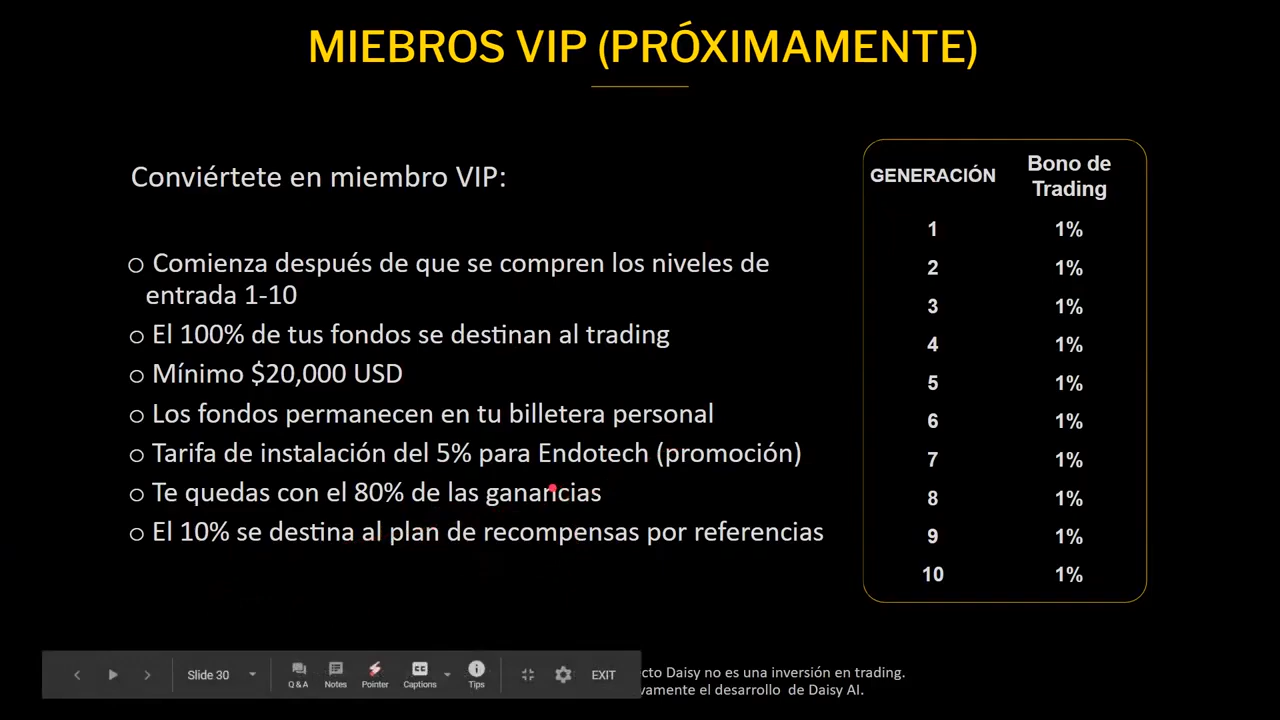 MIEBROS VIP (PRÓXIMAMENTE)
Conviértete en miembro VIP:
o Comienza después de que se compren los niveles de
entrada 1-10
o El 100% de tus fondos se destinan al trading
o Mínimo $20,000 USD
o Los fondos permanecen en tu billetera personal
o Tarifa de instalación del 5% para Endotech (promoción)
o Te quedas con el 80% de las ganancias
o El 10% se destina al plan de recompensas por referencias
GENERACIÓN Bono de
Trading
1 1%
2 1%
3 1%
4 1%
5 1%
6 1%
7 1%
8 1%
9 1%
10 1%
cto Daisy no es una inversión en trading.
vamente el desarrollo de Daisy AI.
Slide 30
Q & A
Notes
Pointer
Captions
Tips
EXIT